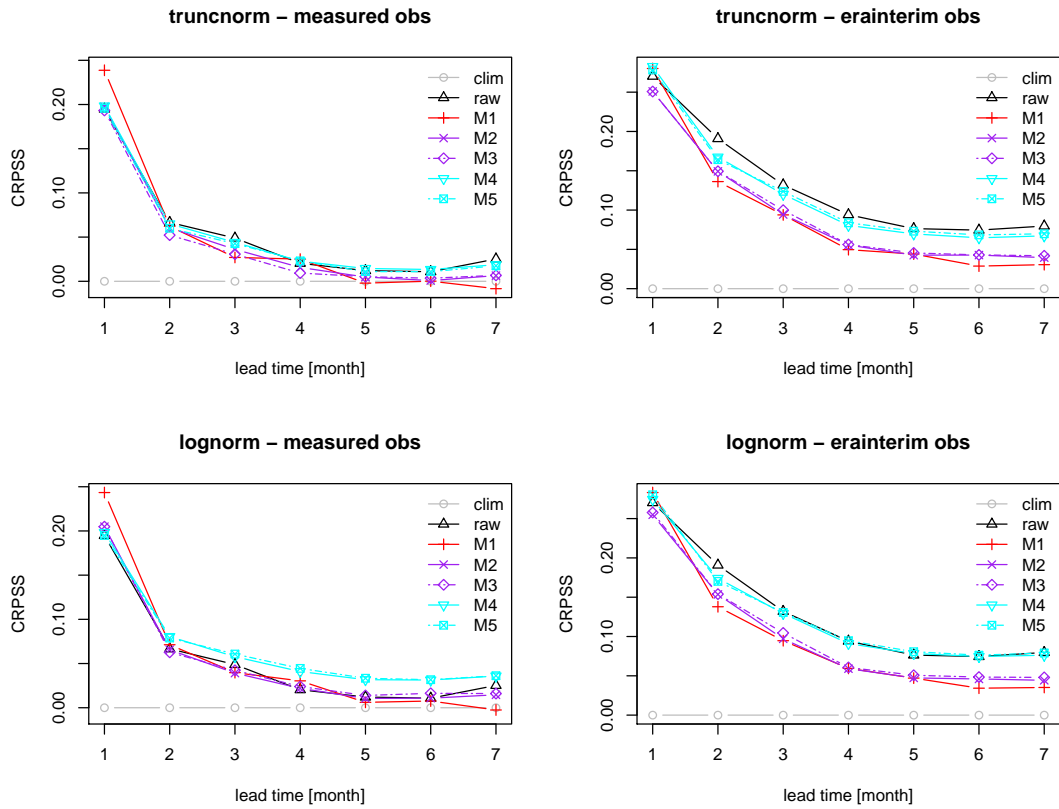 truncnorm − measured obs
CRPSS
0.00
0.10
0.20
1 2 3 4 5 6 7
lead time [month]
clim
raw
M1
M2
M3
M4
M5
truncnorm − erainterim obs
CRPSS
0.00
0.10
0.20
1 2 3 4 5 6 7
lead time [month]
clim
raw
M1
M2
M3
M4
M5
lognorm − measured obs
CRPSS
0.00
0.10
0.20
1 2 3 4 5 6 7
lead time [month]
clim
raw
M1
M2
M3
M4
M5
lognorm − erainterim obs
CRPSS
0.00
0.10
0.20
1 2 3 4 5 6 7
lead time [month]
clim
raw
M1
M2
M3
M4
M5